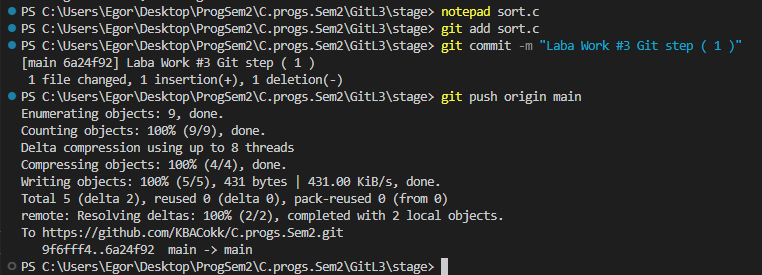 PS C:\Users\Egor\Desktop\ProgSem2\C.progs.Sem2\GitL3\stage> notepad sort.c
PS C:\Users\Egor\Desktop\ProgSem2\C.progs.Sem2\GitL3\stage> git add sort.c
PS C:\Users\Egor\Desktop\ProgSem2\C.progs.Sem2\GitL3\stage> git commit -m "Laba Work #3 Git step ( 1 )"
[main 6a24f92] Laba Work #3 Git step ( 1 )
 1 file changed, 1 insertion(+), 1 deletion(-)
PS C:\Users\Egor\Desktop\ProgSem2\C.progs.Sem2\GitL3\stage> git push origin main
Enumerating objects: 9, done.
Counting objects: 100% (9/9), done.
Delta compression using up to 8 threads
Compressing objects: 100% (4/4), done.
Writing objects: 100% (5/5), 431 bytes | 431.00 KiB/s, done.
Total 5 (delta 2), reused 0 (delta 0), pack-reused 0 (from 0)
remote: Resolving deltas: 100% (2/2), completed with 2 local objects.
To https://github.com/KBACokk/C.progs.Sem2.git
   9f6fff4..6a24f92  main -> main
PS C:\Users\Egor\Desktop\ProgSem2\C.progs.Sem2\GitL3\stage>